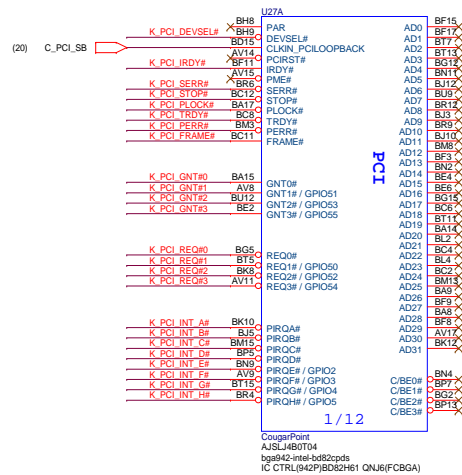 U27A
BH8 PAR AD0 BF15
K_PCI_DEVSEL# BH9 DEVSEL# AD1 BF17
(20) C_PCI_SB BD15 CLKIN_PCILOOPBACK AD2 BT7
AV14 PCIRST# AD3 BT13
K_PCI_IRDY# BF11 IRDY# AD4 BG12
AV15 PME# AD5 BN11
K_PCI_SERR# BR6 SERR# AD6 BJ12
K_PCI_STOP# BC12 STOP# AD7 BU9
K_PCI_PLOCK# BA17 PLOCK# AD8 BR12
K_PCI_TRDY# BC8 TRDY# AD9 BJ3
K_PCI_PERR# BM3 PERR# AD10 BR9
K_PCI_FRAME# BC11 FRAME# AD11 BJ10
AD12 BM8
AD13 BF3
PCI
AD14 BN2
K_PCI_GNT#0 BA15 GNT0# AD15 BE4
K_PCI_GNT#1 AV8 GNT1# / GPIO51 AD16 BE6
K_PCI_GNT#2 BU12 GNT2# / GPIO53 AD17 BG15
K_PCI_GNT#3 BE2 GNT3# / GPIO55 AD18 BC6
AD19 BT11
AD20 BA14
AD21 BL2
K_PCI_REQ#0 BG5 REQ0# AD22 BC4
K_PCI_REQ#1 BT5 REQ1# / GPIO50 AD23 BL4
K_PCI_REQ#2 BK8 REQ2# / GPIO52 AD24 BC2
K_PCI_REQ#3 AV11 REQ3# / GPIO54 AD25 BM13
AD26 BA9
AD27 BF9
AD28 BA8
K_PCI_INT_A# BK10 PIRQA# AD29 BF8
K_PCI_INT_B# BJ5 PIRQB# AD30 AV17
K_PCI_INT_C# BM15 PIRQC# AD31 BK12
K_PCI_INT_D# BP5 PIRQD#
K_PCI_INT_E# BN9 PIRQE# / GPIO2
K_PCI_INT_F# AV9 PIRQF# / GPIO3 C/BE0# BN4
K_PCI_INT_G# BT15 PIRQG# / GPIO4 C/BE1# BP7
K_PCI_INT_H# BR4 PIRQH# / GPIO5 C/BE2# BG2
C/BE3# BP13
1/12
CougarPoint
AJSLJ4B0T04
bga942-intel-bd82cpds
IC CTRL(942P)BD82H61 QNJ6(FCBGA)